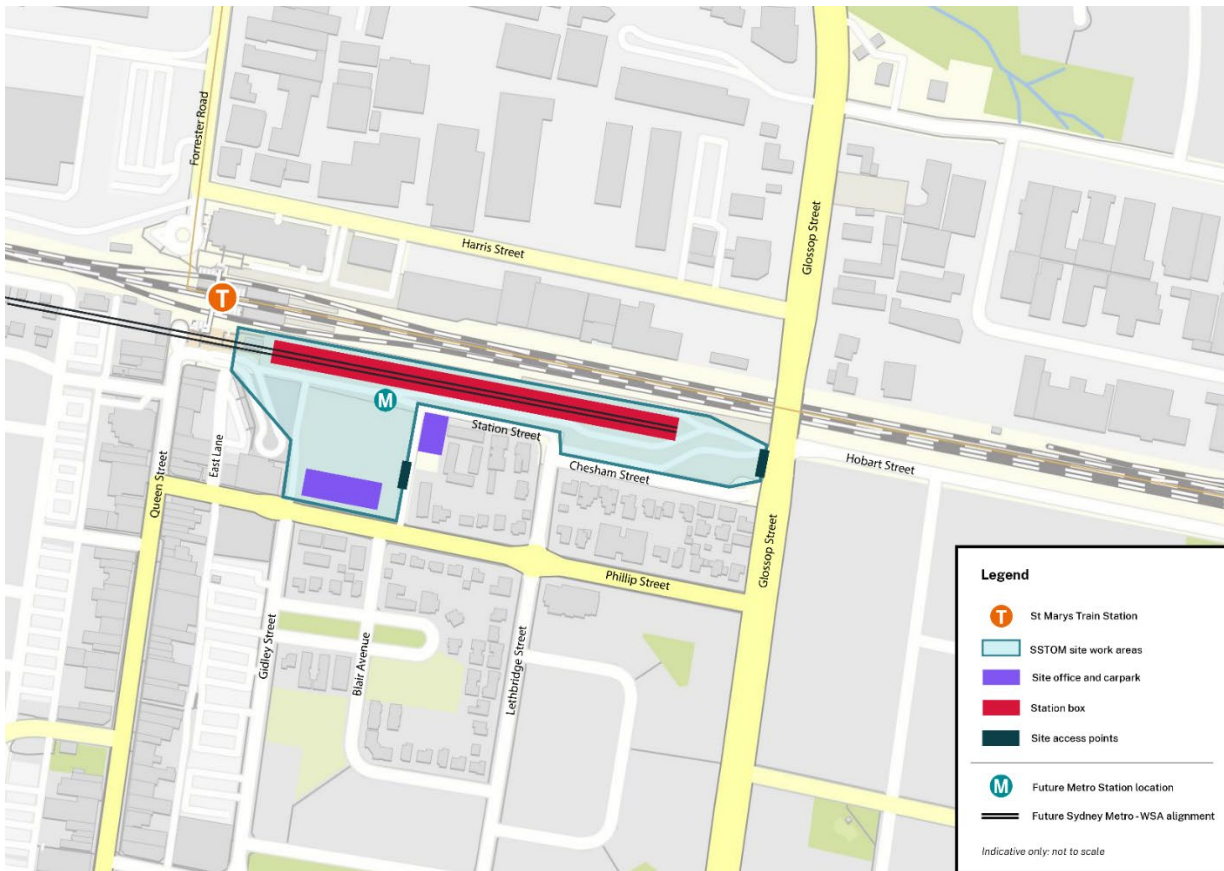 Forrester Road
Harris Street
Glossop Street
T
M
Station Street
Chesham Street
Hobart Street
East Lane
Queen Street
Glossop Street
Phillip Street
Gidley Street
Blair Avenue
Lethbridge Street
Legend
T St Marys Train Station
SSTOM site work areas
Site office and carpark
Station box
Site access points
M Future Metro Station location
Future Sydney Metro - WSA alignment
Indicative only: not to scale